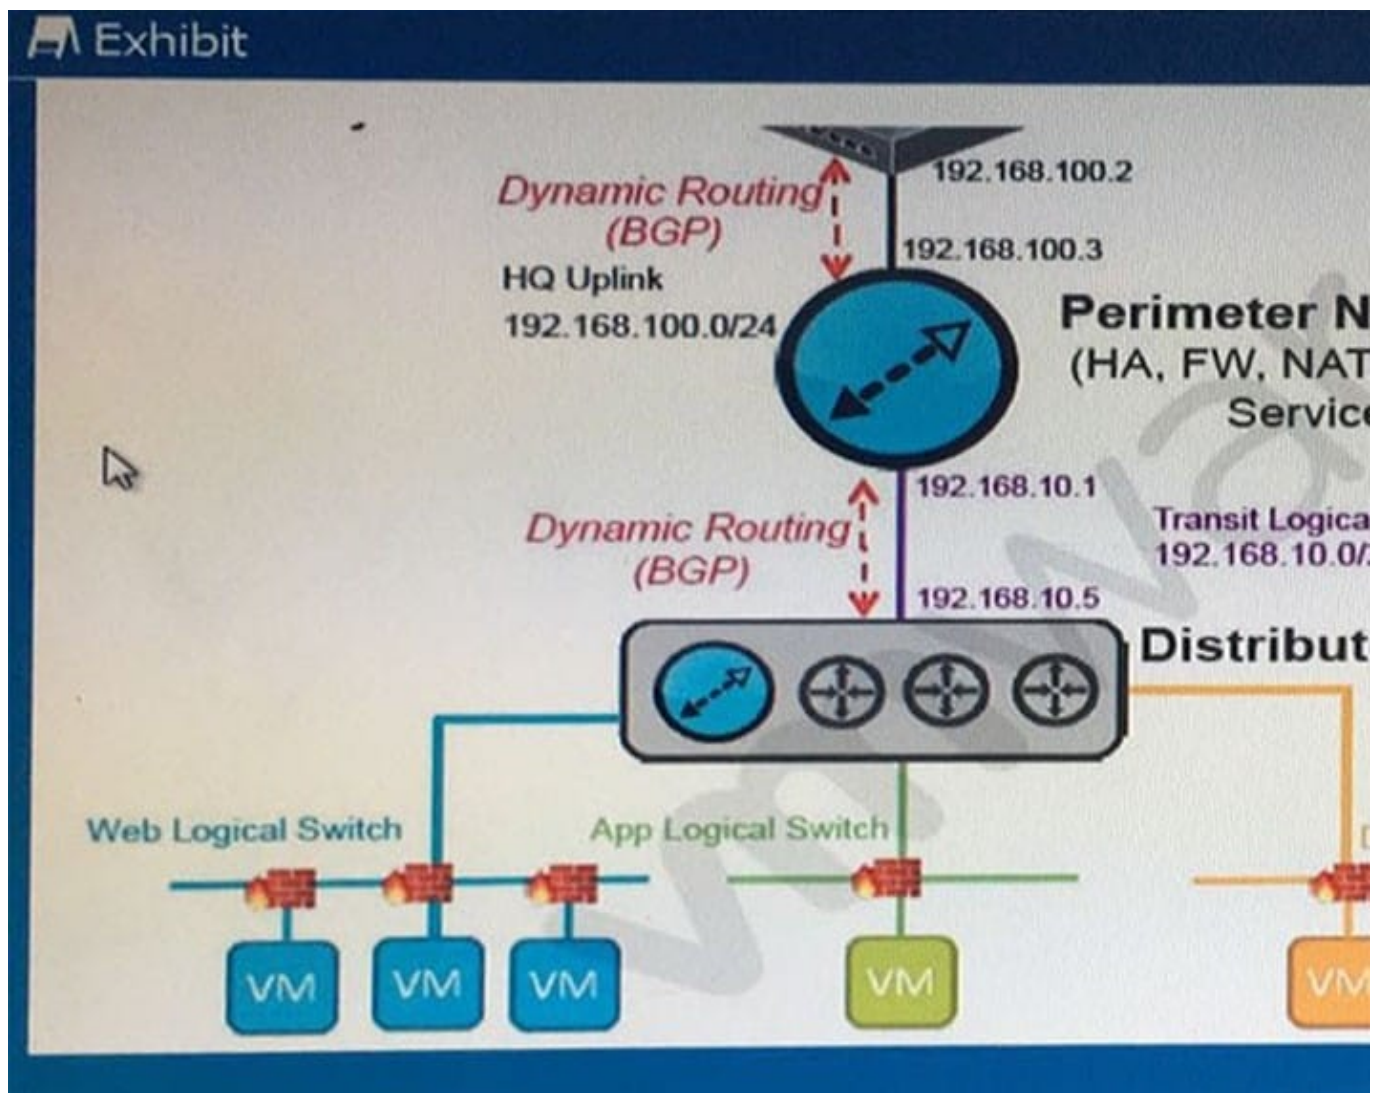 Exhibit
192.168.100.2
Dynamic Routing
(BGP)
192.168.100.3
HQ Uplink
192.168.100.0/24
Perimeter N
(HA, FW, NAT
Service
192.168.10.1
Dynamic Routing
(BGP)
Transit Logica
192.168.10.0/
192.168.10.5
Distribut
Web Logical Switch
App Logical Switch
VM
VM
VM
VM
VM
vmware